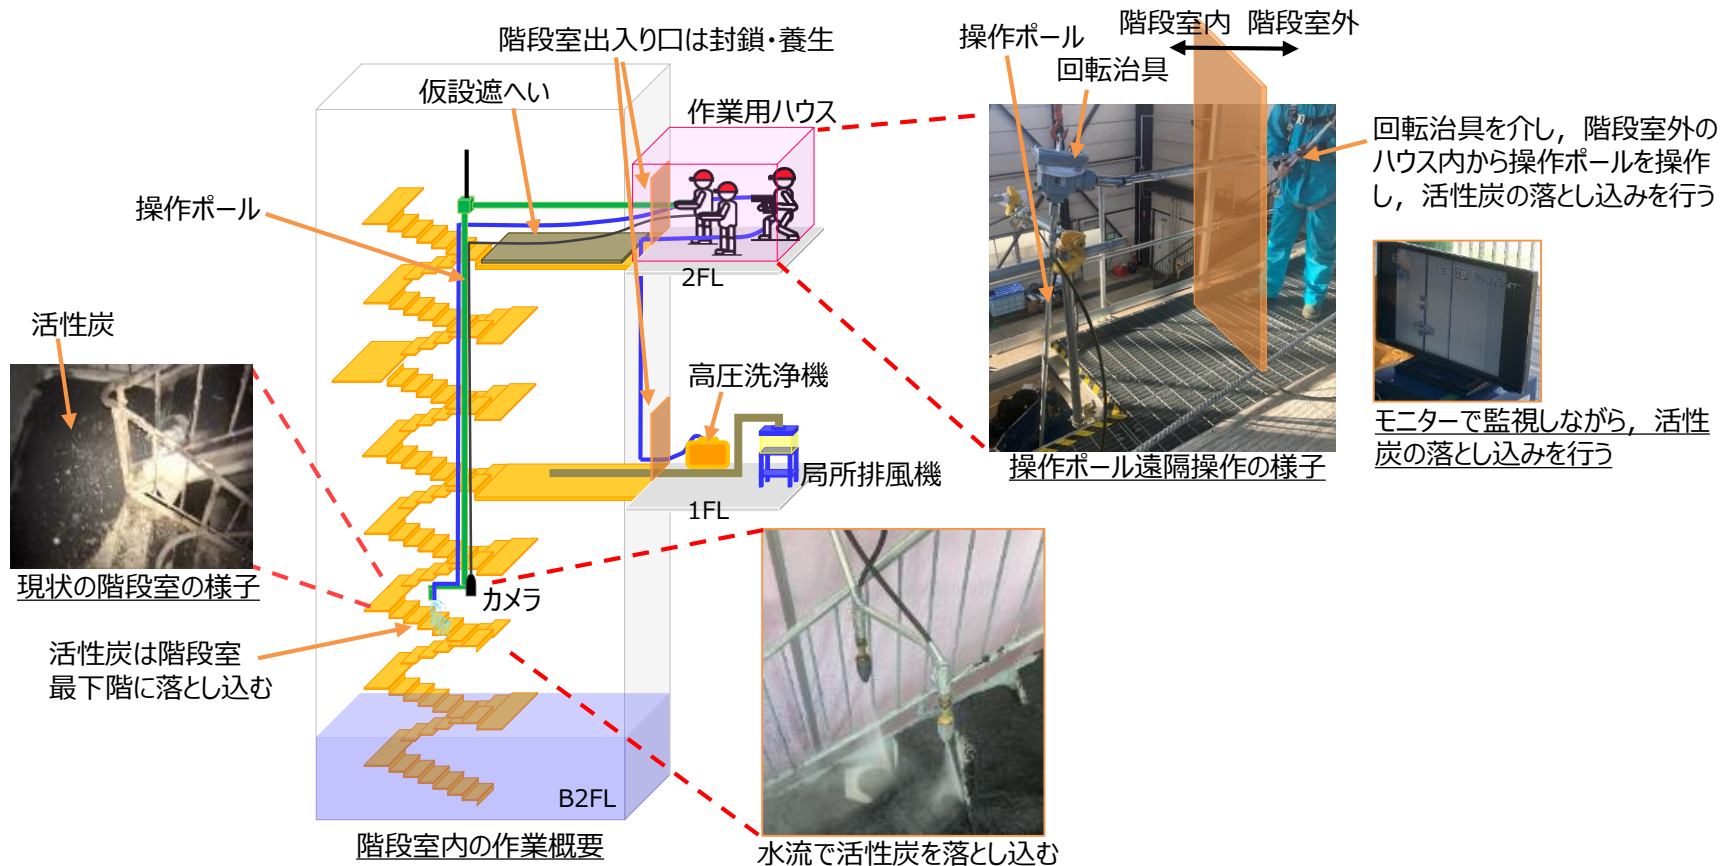 階段室出入り口は封鎖・養生
仮設遮へい
作業用ハウス
操作ポール
2FL
活性炭
現状の階段室の様子
高圧洗浄機
局所排風機
1FL
カメラ
活性炭は階段室
最下階に落とし込む
B2FL
階段室内の作業概要
水流で活性炭を落とし込む
操作ポール
階段室内 階段室外
回転治具
回転治具を介し，階段室外の
ハウス内から操作ポールを操作
し，活性炭の落とし込みを行う
操作ポール遠隔操作の様子
モニターで監視しながら，活性
炭の落とし込みを行う